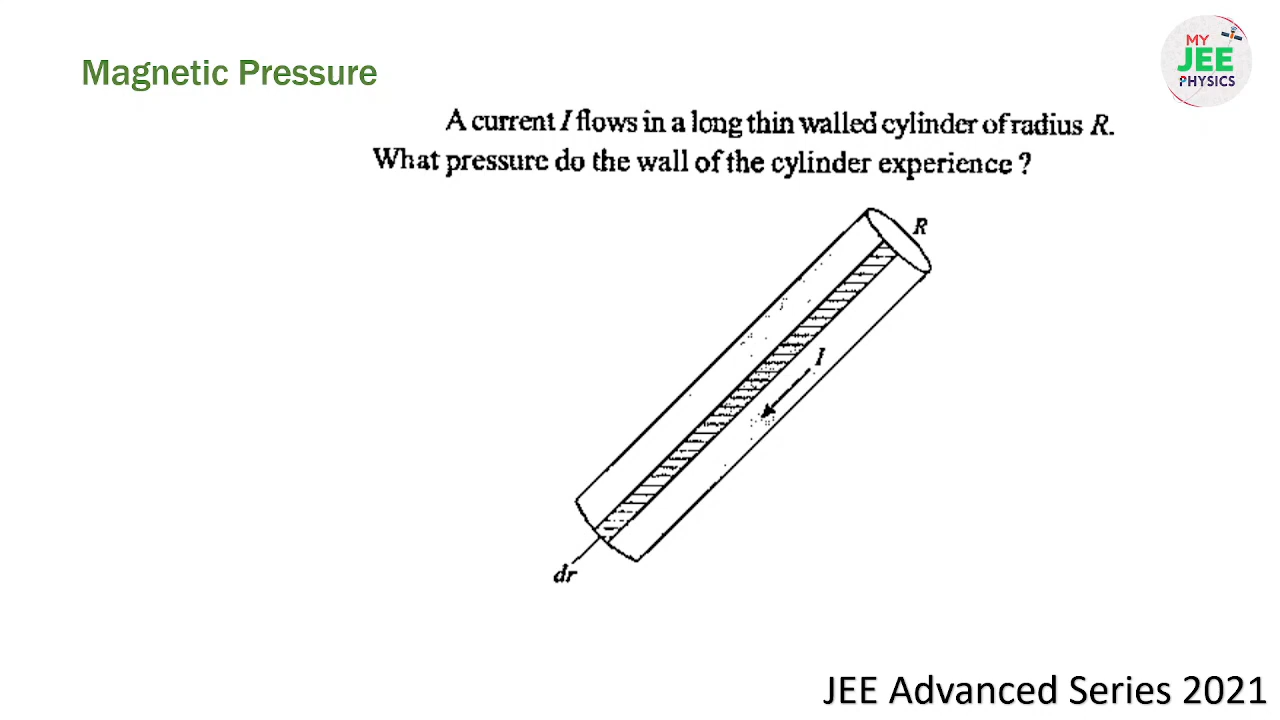 Magnetic Pressure
MY
JEE
PHYSICS
A current I flows in a long thin walled cylinder of radius R.
What pressure do the wall of the cylinder experience ?
R
I
dr
JEE Advanced Series 2021